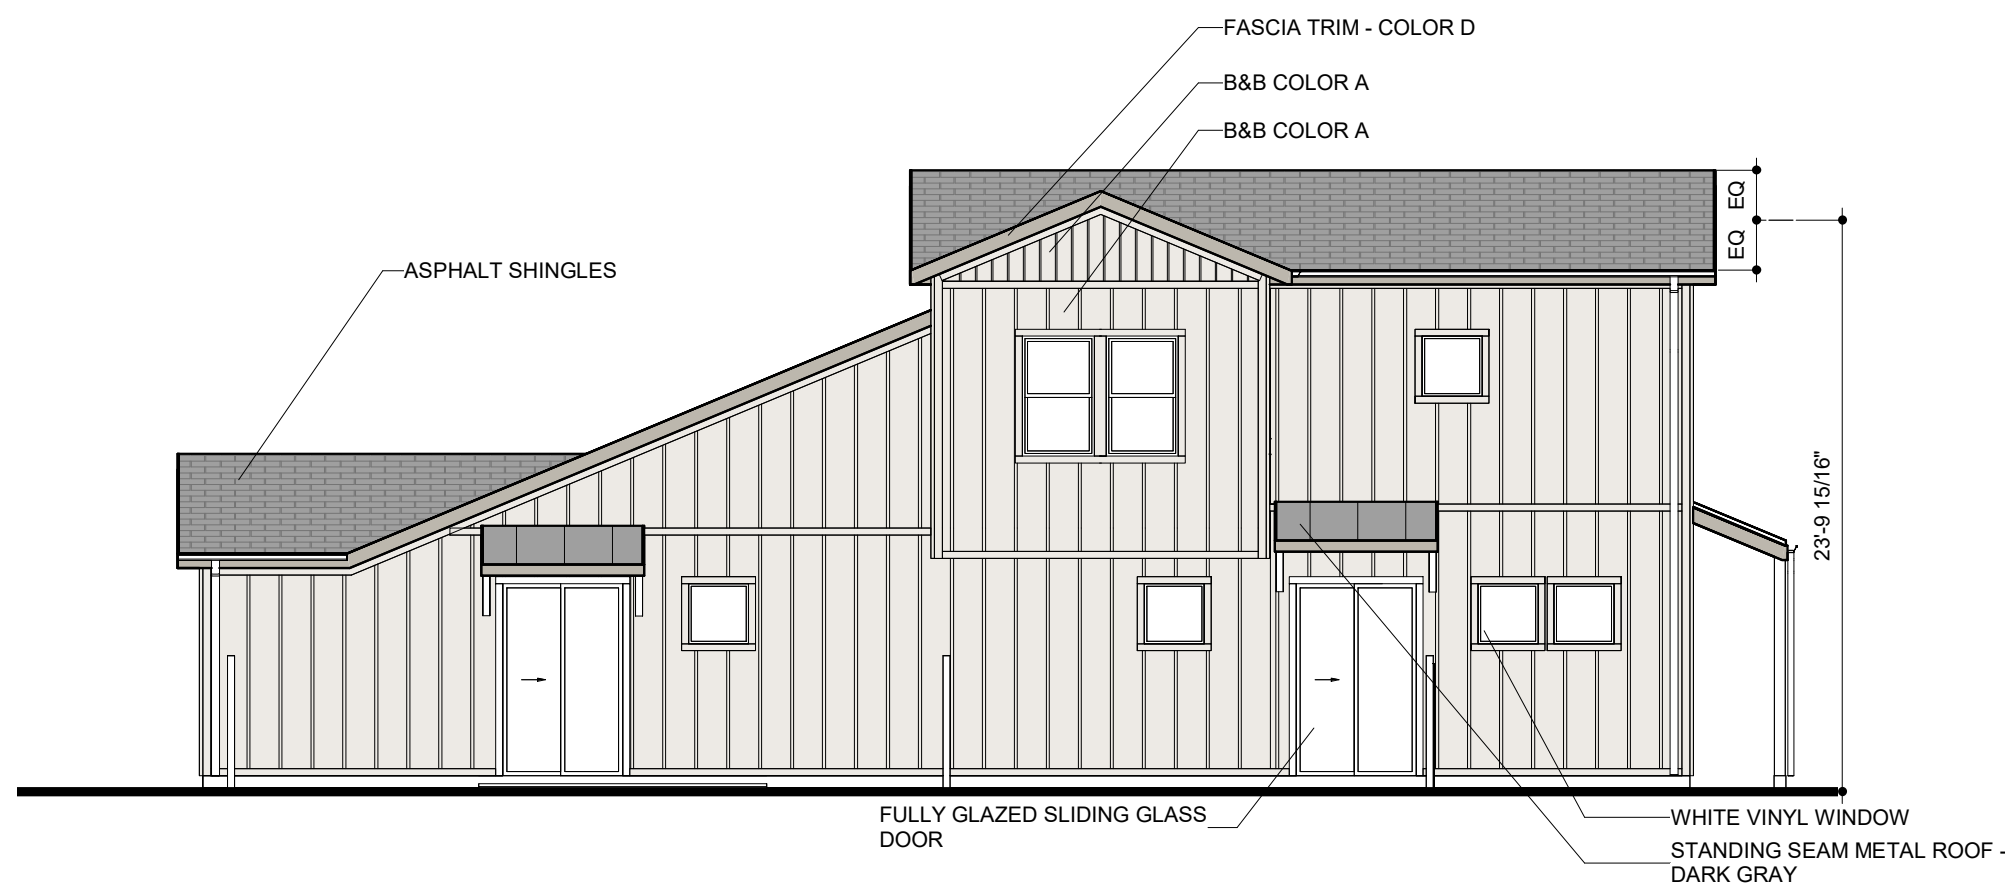 FASCIA TRIM - COLOR D
B&B COLOR A
B&B COLOR A
EQ
EQ
ASPHALT SHINGLES
23'-9 15/16"
FULLY GLAZED SLIDING GLASS
DOOR
WHITE VINYL WINDOW
STANDING SEAM METAL ROOF -
DARK GRAY